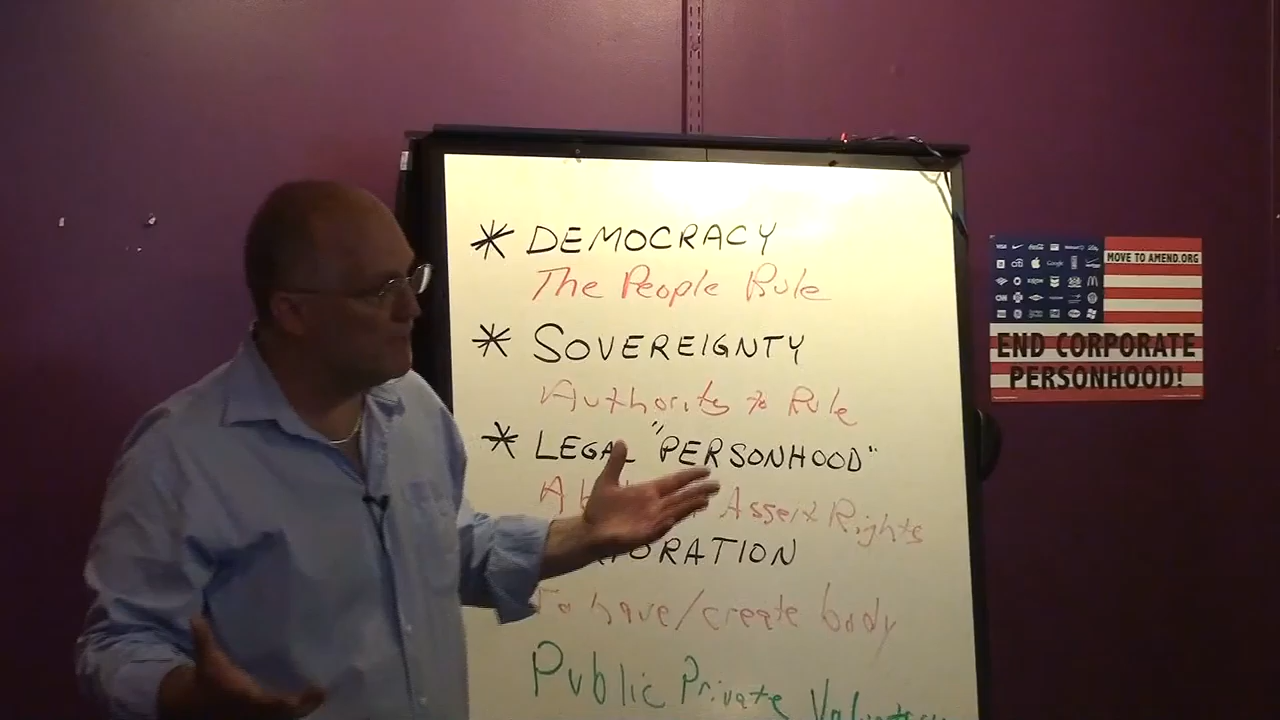 * DEMOCRACY
The People Rule
* SOVEREIGNTY
Authority to Rule
* LEGAL "PERSONHOOD"
Assert Rights
To have/create body
Public Private
MOVE TO AMEND.ORG
END CORPORATE
PERSONHOOD!